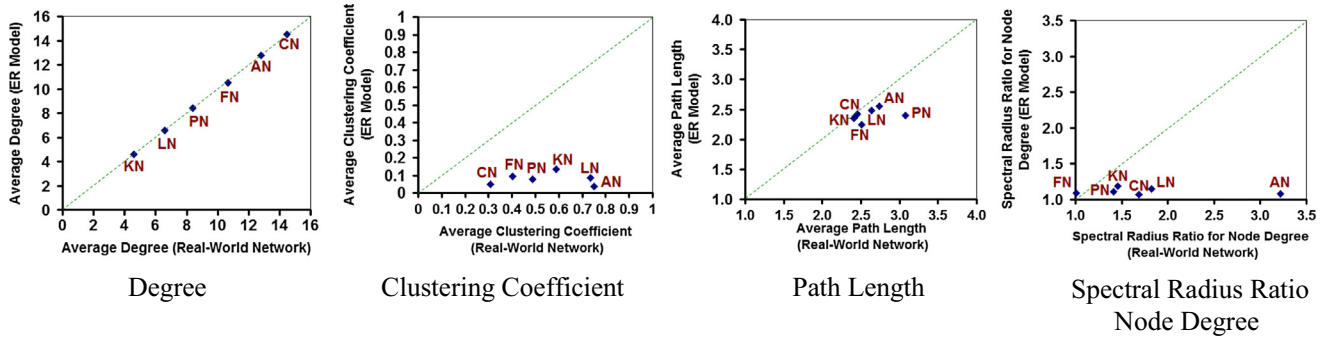 Average Degree (ER Model)
16
14
12
10
8
6
4
2
0
CN
AN
FN
PN
LN
KN
0 2 4 6 8 10 12 14 16
Average Degree (Real-World Network)
Degree
Average Clustering Coefficient
(ER Model)
1
0.9
0.8
0.7
0.6
0.5
0.4
0.3
0.2
0.1
0
CN FN PN KN LN AN
0 0.1 0.2 0.3 0.4 0.5 0.6 0.7 0.8 0.9 1
Average Clustering Coefficient
(Real-World Network)
Clustering Coefficient
Average Path Length
(ER Model)
4.0
3.5
3.0
2.5
2.0
1.5
1.0
CN AN
KN LN PN
FN
1.0 1.5 2.0 2.5 3.0 3.5 4.0
Average Path Length
(Real-World Network)
Path Length
Spectral Radius Ratio for Node
Degree (ER Model)
3.5
3.0
2.5
2.0
1.5
1.0
FN PN KN CN LN AN
1.0 1.5 2.0 2.5 3.0 3.5
Spectral Radius Ratio for Node Degree
(Real-World Network)
Spectral Radius Ratio
Node Degree